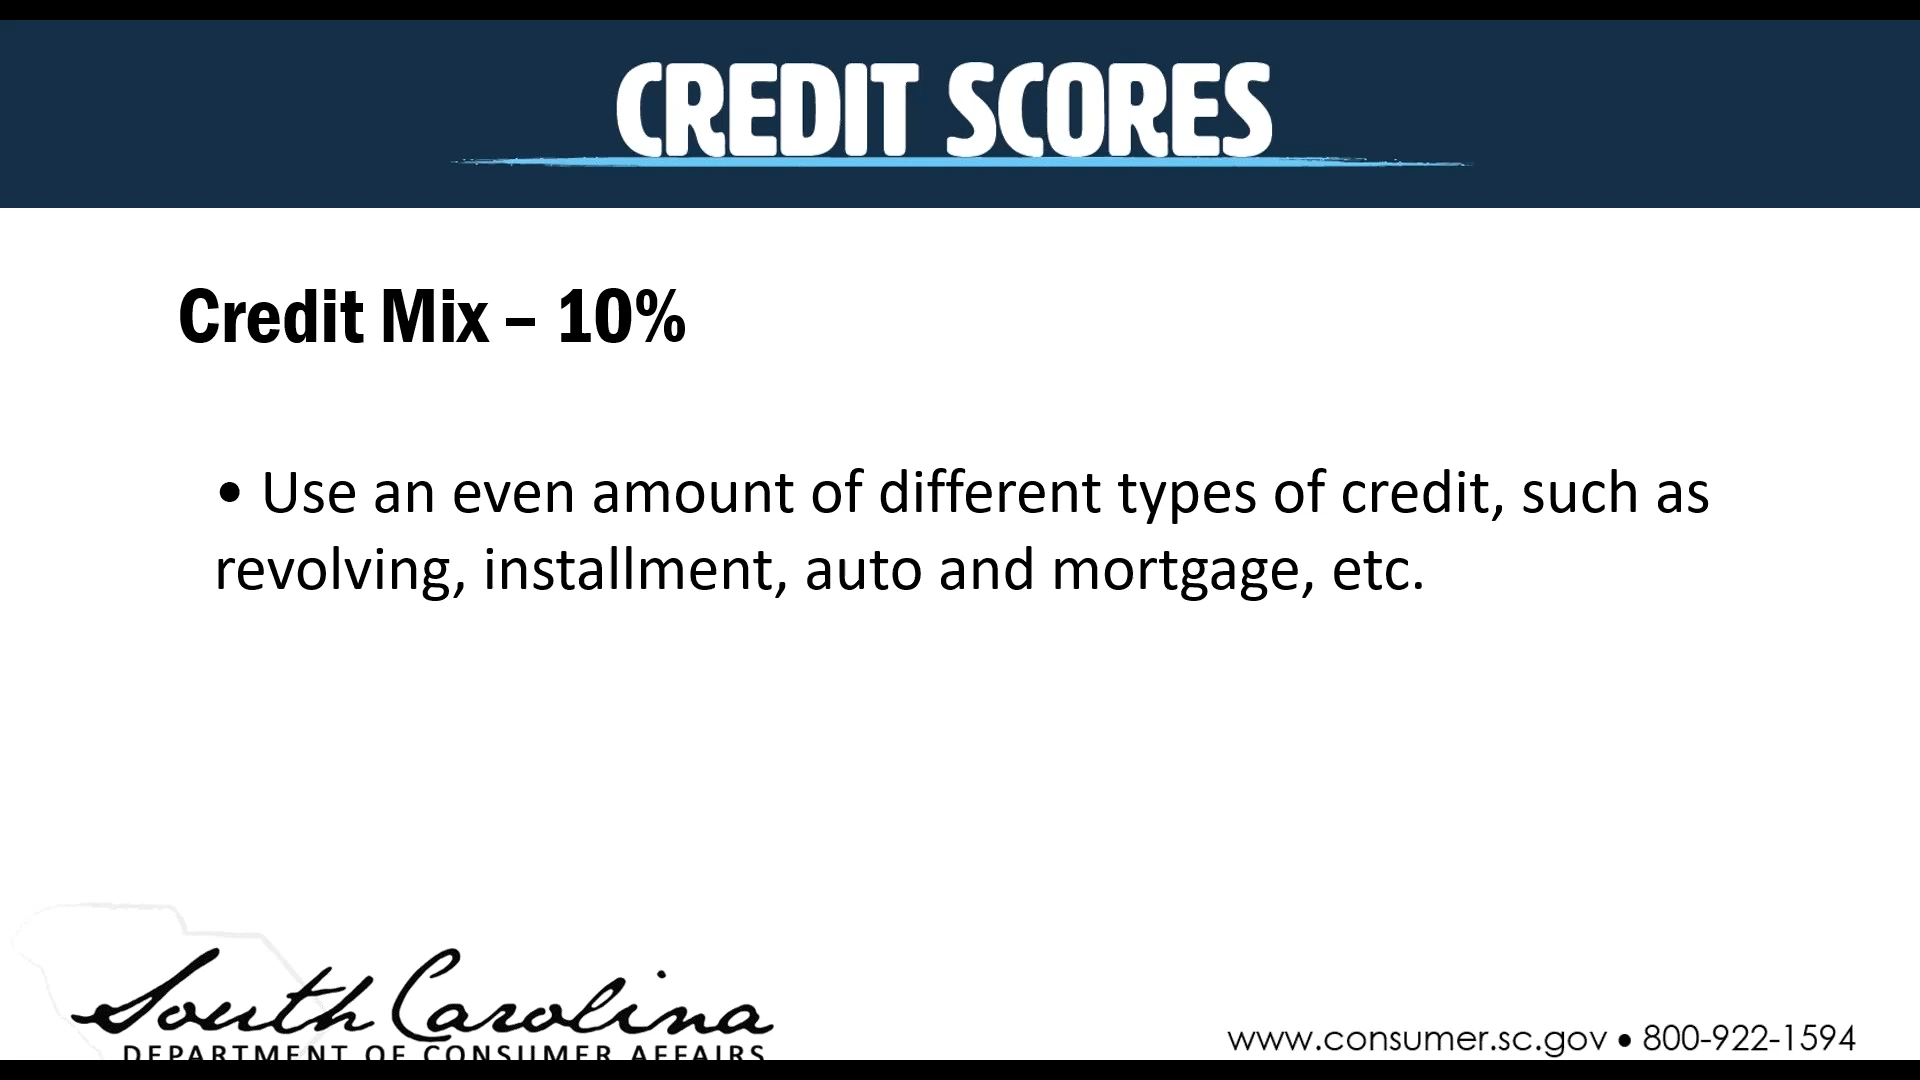 CREDIT SCORES
Credit Mix – 10%
• Use an even amount of different types of credit, such as
revolving, installment, auto and mortgage, etc.
South Carolina
DEPARTMENT OF CONSUMER AFFAIRS
www.consumer.sc.gov • 800-922-1594